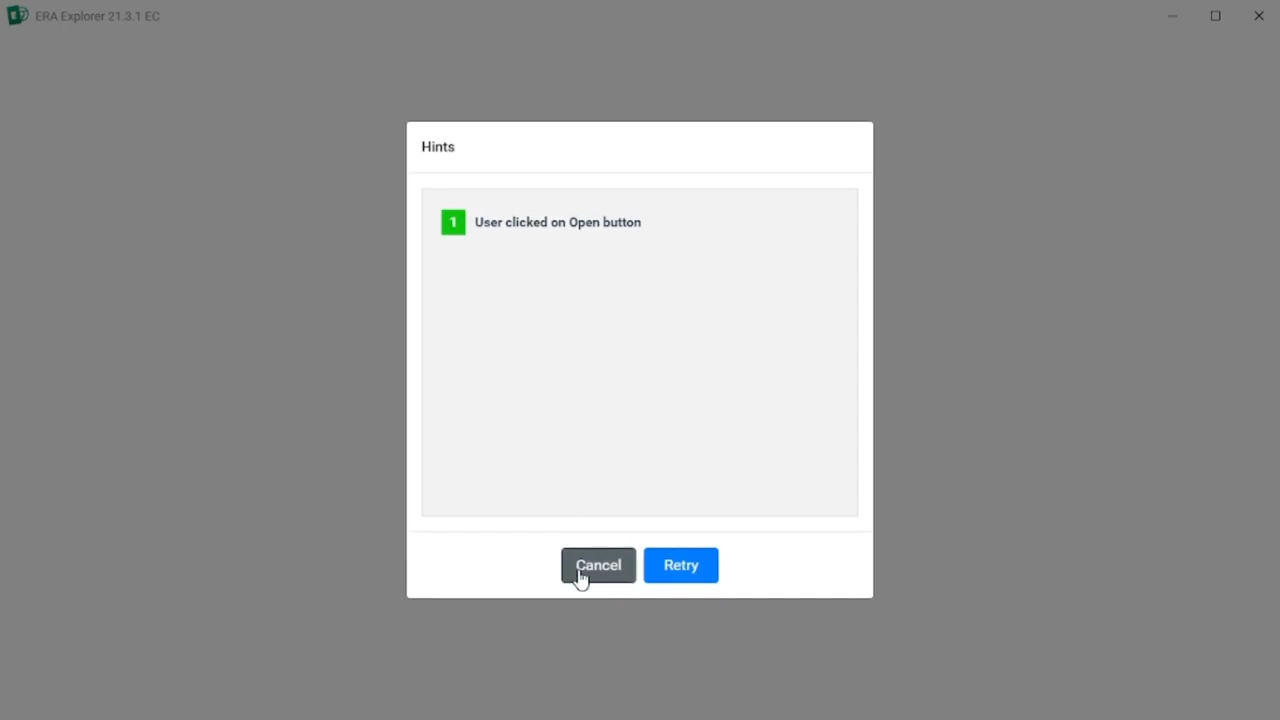 ERA Explorer 21.3.1 EC
Hints
1 User clicked on Open button
Cancel Retry